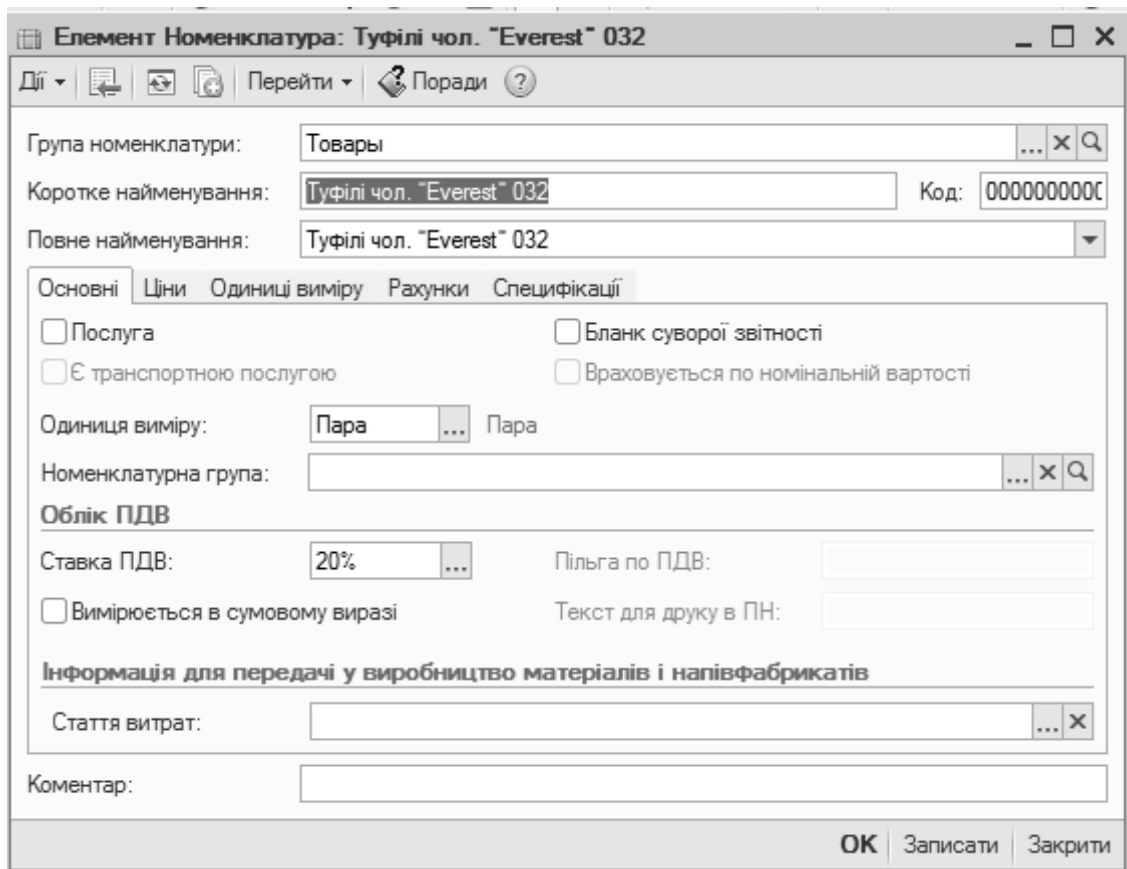 Елемент Номенклатура: Туфілі чол. "Everest" 032
Дії Перейти Поради ?
Група номенклатури: Товары ...
Коротке найменування: Туфілі чол. "Everest" 032 Код: 0000000000
Повне найменування: Туфілі чол. "Everest" 032
Основні Ціни Одиниці виміру Рахунки Специфікації
Послуга Бланк суворої звітності
Є транспортною послугою Враховується по номінальній вартості
Одиниця виміру: Пара ... Пара
Номенклатурна група: ...
Облік ПДВ
Ставка ПДВ: 20% ... Пільга по ПДВ:
Вимірюється в сумовому виразі Текст для друку в ПН:
Інформація для передачі у виробництво матеріалів і напівфабрикатів
Стаття витрат: ...
Коментар:
OK Записати Закрити